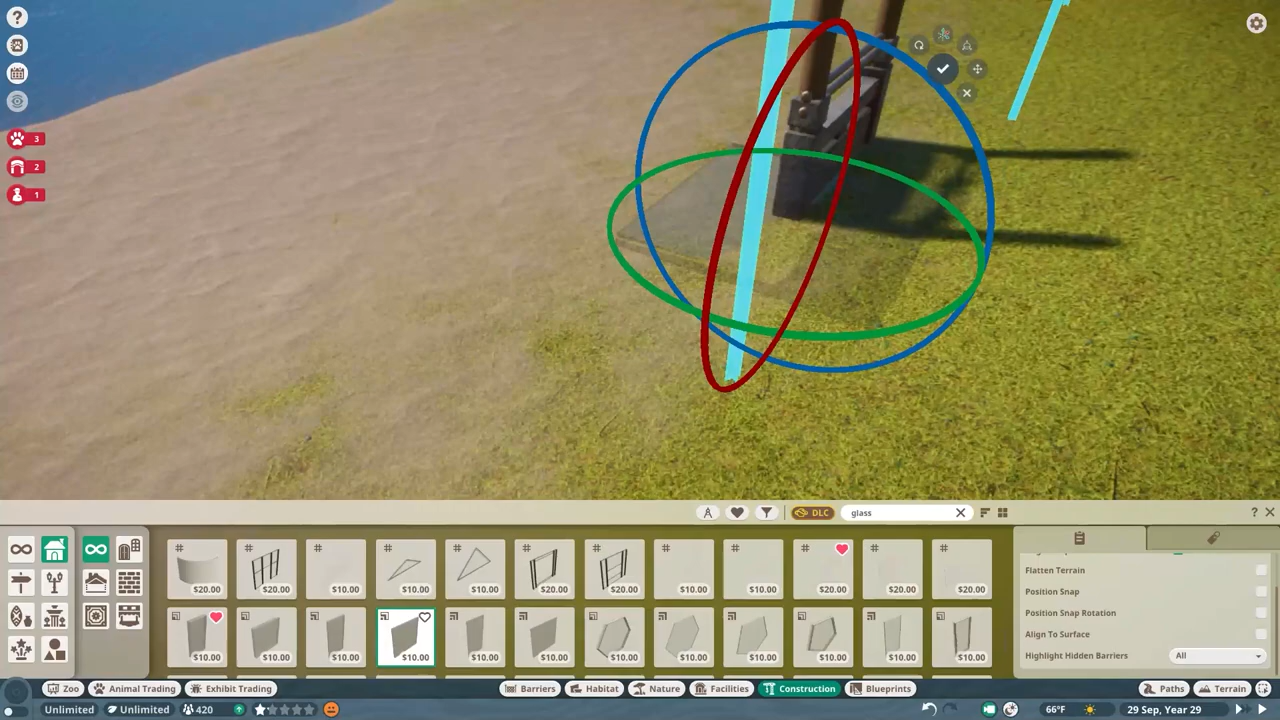 ?
3
2
1
DLC glass ? 
# # # # # # # # # # # #
$20.00 $20.00 $10.00 $10.00 $10.00 $20.00 $20.00 $10.00 $10.00 $20.00 $20.00 $20.00
$10.00 $10.00 $10.00 $10.00 $10.00 $10.00 $10.00 $10.00 $10.00 $10.00 $10.00 $10.00
Flatten Terrain
Position Snap
Position Snap Rotation
Align To Surface
Highlight Hidden Barriers All
Zoo Animal Trading Exhibit Trading Barriers Habitat Nature Facilities Construction Blueprints Paths Terrain
Unlimited Unlimited 420 66°F 29 Sep, Year 29